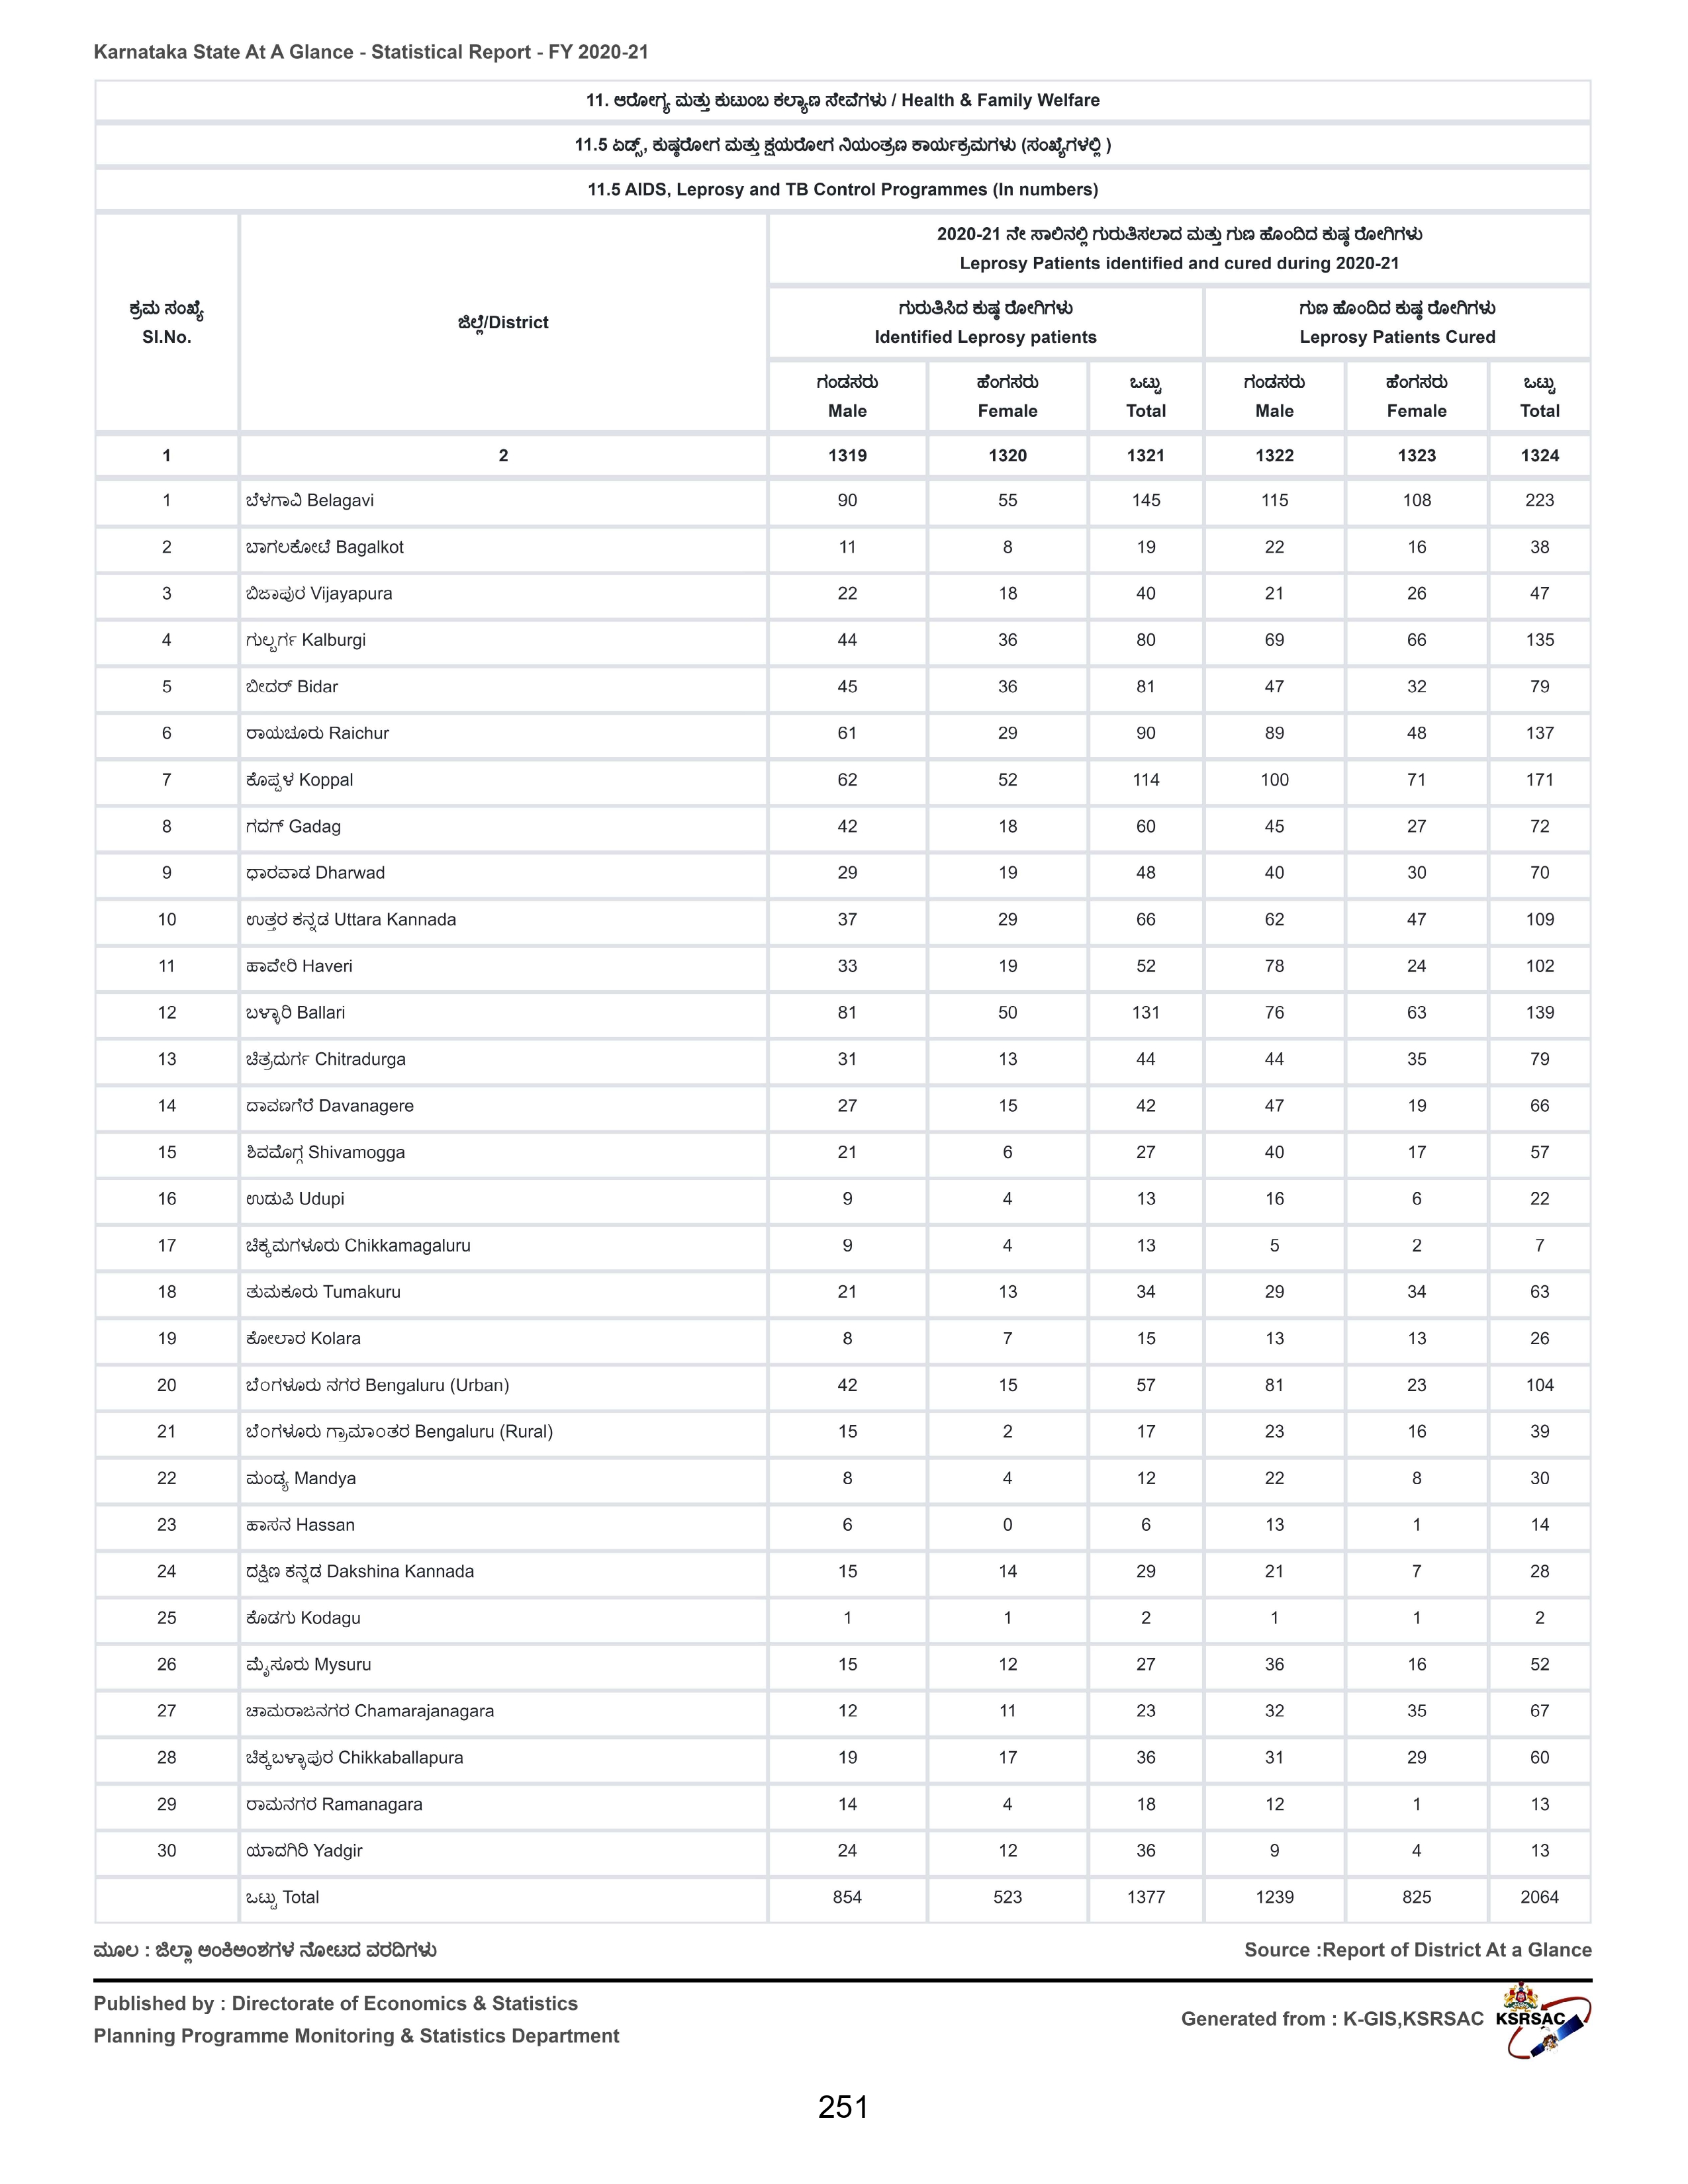 Karnataka State At A Glance - Statistical Report - FY 2020-21
11. ಆರೋಗ್ಯ ಮತ್ತು ಕುಟುಂಬ ಕಲ್ಯಾಣ ಸೇವೆಗಳು / Health & Family Welfare
11.5 ಏಡ್ಸ್, ಕುಷ್ಠರೋಗ ಮತ್ತು ಕ್ಷಯರೋಗ ನಿಯಂತ್ರಣ ಕಾರ್ಯಕ್ರಮಗಳು (ಸಂಖ್ಯೆಗಳಲ್ಲಿ )
11.5 AIDS, Leprosy and TB Control Programmes (In numbers)
2020-21 ನೇ ಸಾಲಿನಲ್ಲಿ ಗುರುತಿಸಲಾದ ಮತ್ತು ಗುಣ ಹೊಂದಿದ ಕುಷ್ಠ ರೋಗಿಗಳು
Leprosy Patients identified and cured during 2020-21
ಕ್ರಮ ಸಂಖ್ಯೆ
Sl.No.
ಜಿಲ್ಲೆ/District
ಗುರುತಿಸಿದ ಕುಷ್ಠ ರೋಗಿಗಳು
Identified Leprosy patients
ಗುಣ ಹೊಂದಿದ ಕುಷ್ಠ ರೋಗಿಗಳು
Leprosy Patients Cured
ಗಂಡಸರು ಹೆಂಗಸರು ಒಟ್ಟು ಗಂಡಸರು ಹೆಂಗಸರು ಒಟ್ಟು
Male Female Total Male Female Total
1 2 1319 1320 1321 1322 1323 1324
1 ಬೆಳಗಾವಿ Belagavi 90 55 145 115 108 223
2 ಬಾಗಲಕೋಟೆ Bagalkot 11 8 19 22 16 38
3 ಬಿಜಾಪುರ Vijayapura 22 18 40 21 26 47
4 ಗುಲ್ಬರ್ಗ Kalburgi 44 36 80 69 66 135
5 ಬೀದರ್ Bidar 45 36 81 47 32 79
6 ರಾಯಚೂರು Raichur 61 29 90 89 48 137
7 ಕೊಪ್ಪಳ Koppal 62 52 114 100 71 171
8 ಗದಗ್ Gadag 42 18 60 45 27 72
9 ಧಾರವಾಡ Dharwad 29 19 48 40 30 70
10 ಉತ್ತರ ಕನ್ನಡ Uttara Kannada 37 29 66 62 47 109
11 ಹಾವೇರಿ Haveri 33 19 52 78 24 102
12 ಬಳ್ಳಾರಿ Ballari 81 50 131 76 63 139
13 ಚಿತ್ರದುರ್ಗ Chitradurga 31 13 44 44 35 79
14 ದಾವಣಗೆರೆ Davanagere 27 15 42 47 19 66
15 ಶಿವಮೊಗ್ಗ Shivamogga 21 6 27 40 17 57
16 ಉಡುಪಿ Udupi 9 4 13 16 6 22
17 ಚಿಕ್ಕಮಗಳೂರು Chikkamagaluru 9 4 13 5 2 7
18 ತುಮಕೂರು Tumakuru 21 13 34 29 34 63
19 ಕೋಲಾರ Kolara 8 7 15 13 13 26
20 ಬೆಂಗಳೂರು ನಗರ Bengaluru (Urban) 42 15 57 81 23 104
21 ಬೆಂಗಳೂರು ಗ್ರಾಮಾಂತರ Bengaluru (Rural) 15 2 17 23 16 39
22 ಮಂಡ್ಯ Mandya 8 4 12 22 8 30
23 ಹಾಸನ Hassan 6 0 6 13 1 14
24 ದಕ್ಷಿಣ ಕನ್ನಡ Dakshina Kannada 15 14 29 21 7 28
25 ಕೊಡಗು Kodagu 1 1 2 1 1 2
26 ಮೈಸೂರು Mysuru 15 12 27 36 16 52
27 ಚಾಮರಾಜನಗರ Chamarajanagara 12 11 23 32 35 67
28 ಚಿಕ್ಕಬಳ್ಳಾಪುರ Chikkaballapura 19 17 36 31 29 60
29 ರಾಮನಗರ Ramanagara 14 4 18 12 1 13
30 ಯಾದಗಿರಿ Yadgir 24 12 36 9 4 13
ಒಟ್ಟು Total 854 523 1377 1239 825 2064
ಮೂಲ : ಜಿಲ್ಲಾ ಅಂಕಿಅಂಶಗಳ ನೋಟದ ವರದಿಗಳು Source :Report of District At a Glance
Published by : Directorate of Economics & Statistics
Planning Programme Monitoring & Statistics Department
Generated from : K-GIS,KSRSAC KSRSAC
251